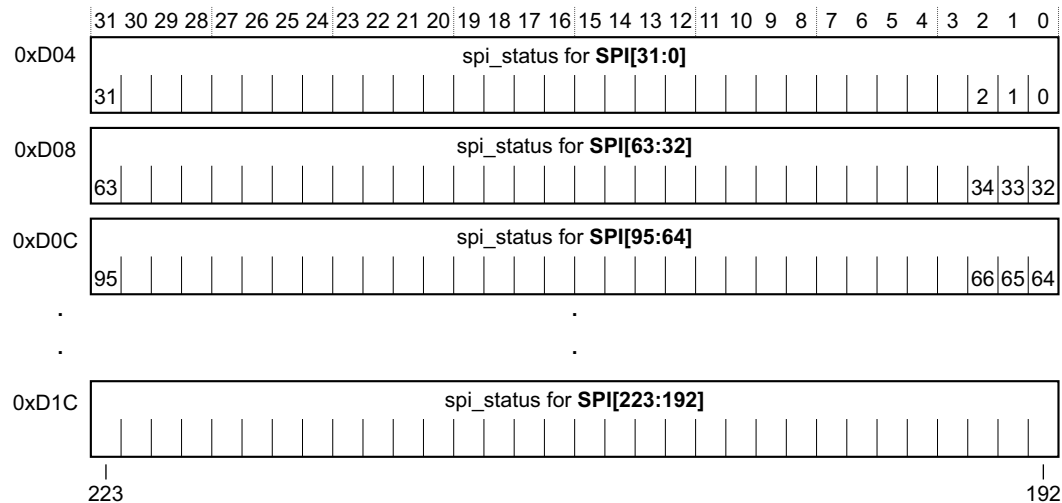 31 30 29 28 27 26 25 24 23 22 21 20 19 18 17 16 15 14 13 12 11 10 9 8 7 6 5 4 3 2 1 0
0xD04
spi_status for SPI[31:0]
31 2 1 0
0xD08
spi_status for SPI[63:32]
63 34 33 32
0xD0C
spi_status for SPI[95:64]
95 66 65 64
. .
. .
0xD1C
spi_status for SPI[223:192]
223 192